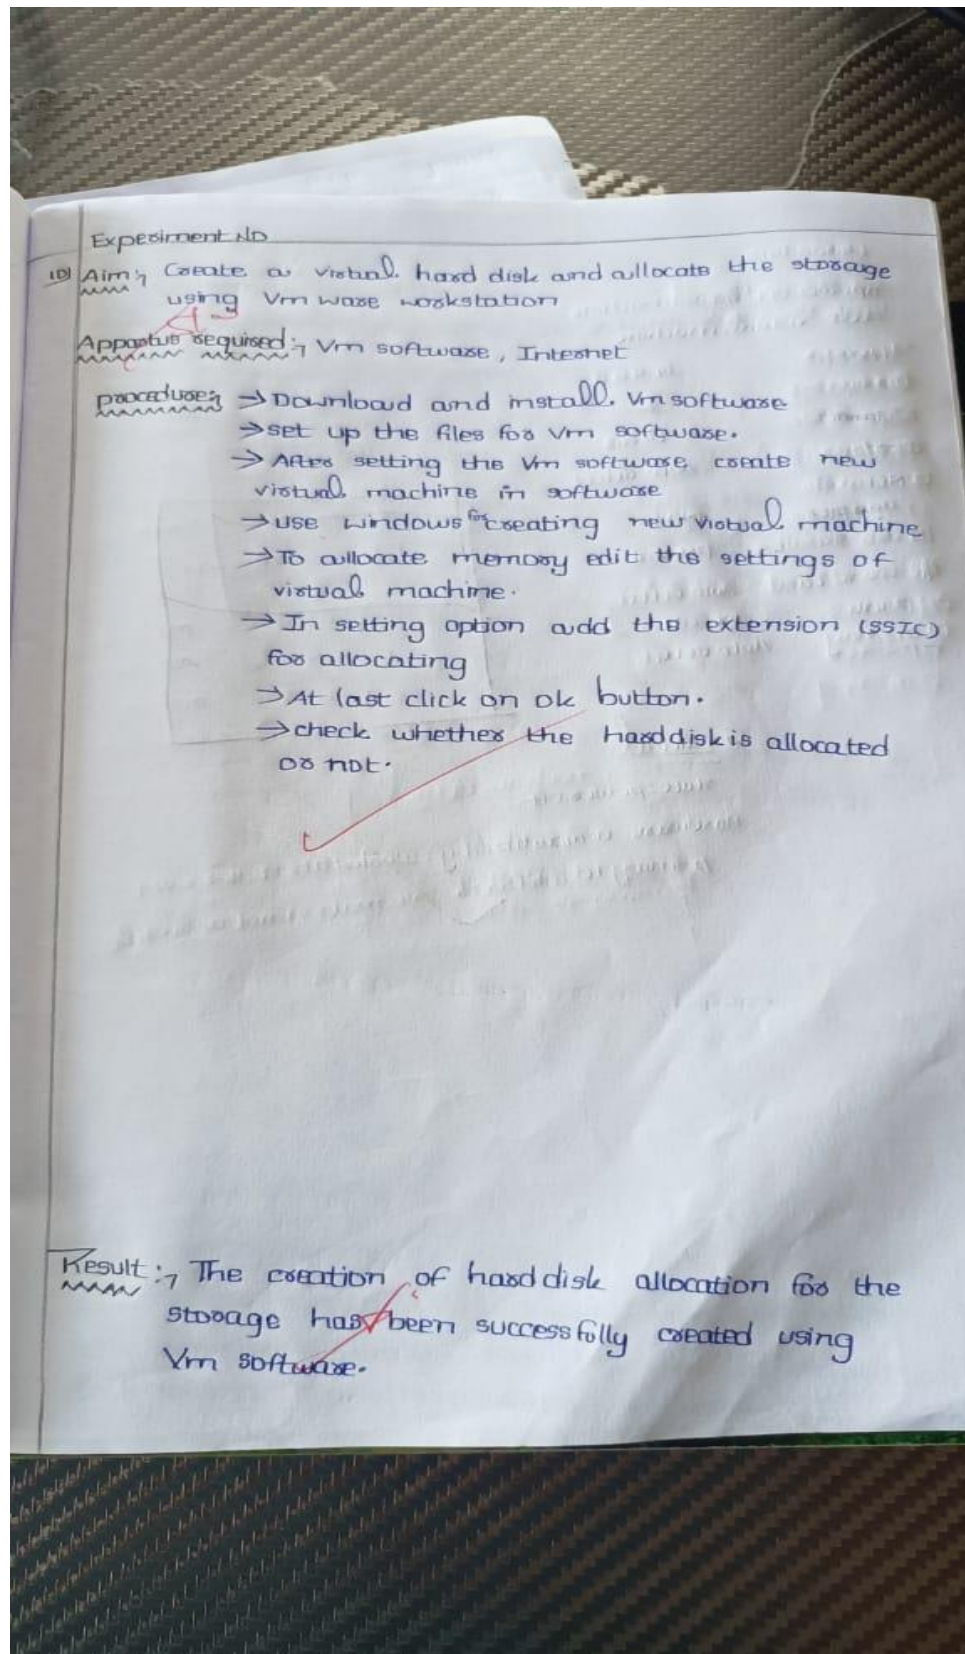 Experiment No
10) Aim:, Create a virtual hard disk and allocate the storage
using Vm ware workstation
Appartus required:, Vm software, Internet
procedure:, → Download and install Vm software
→ set up the files for Vm software.
→ After setting the Vm software create new
virtual machine in software
→ use windows for creating new virtual machine
→ To allocate memory edit the settings of
virtual machine.
→ In setting option add the extension (SSIC)
for allocating
→ At last click on ok button.
→ check whether the hard disk is allocated
or not.
Result:, The creation of hard disk allocation for the
storage has been successfully created using
Vm software.